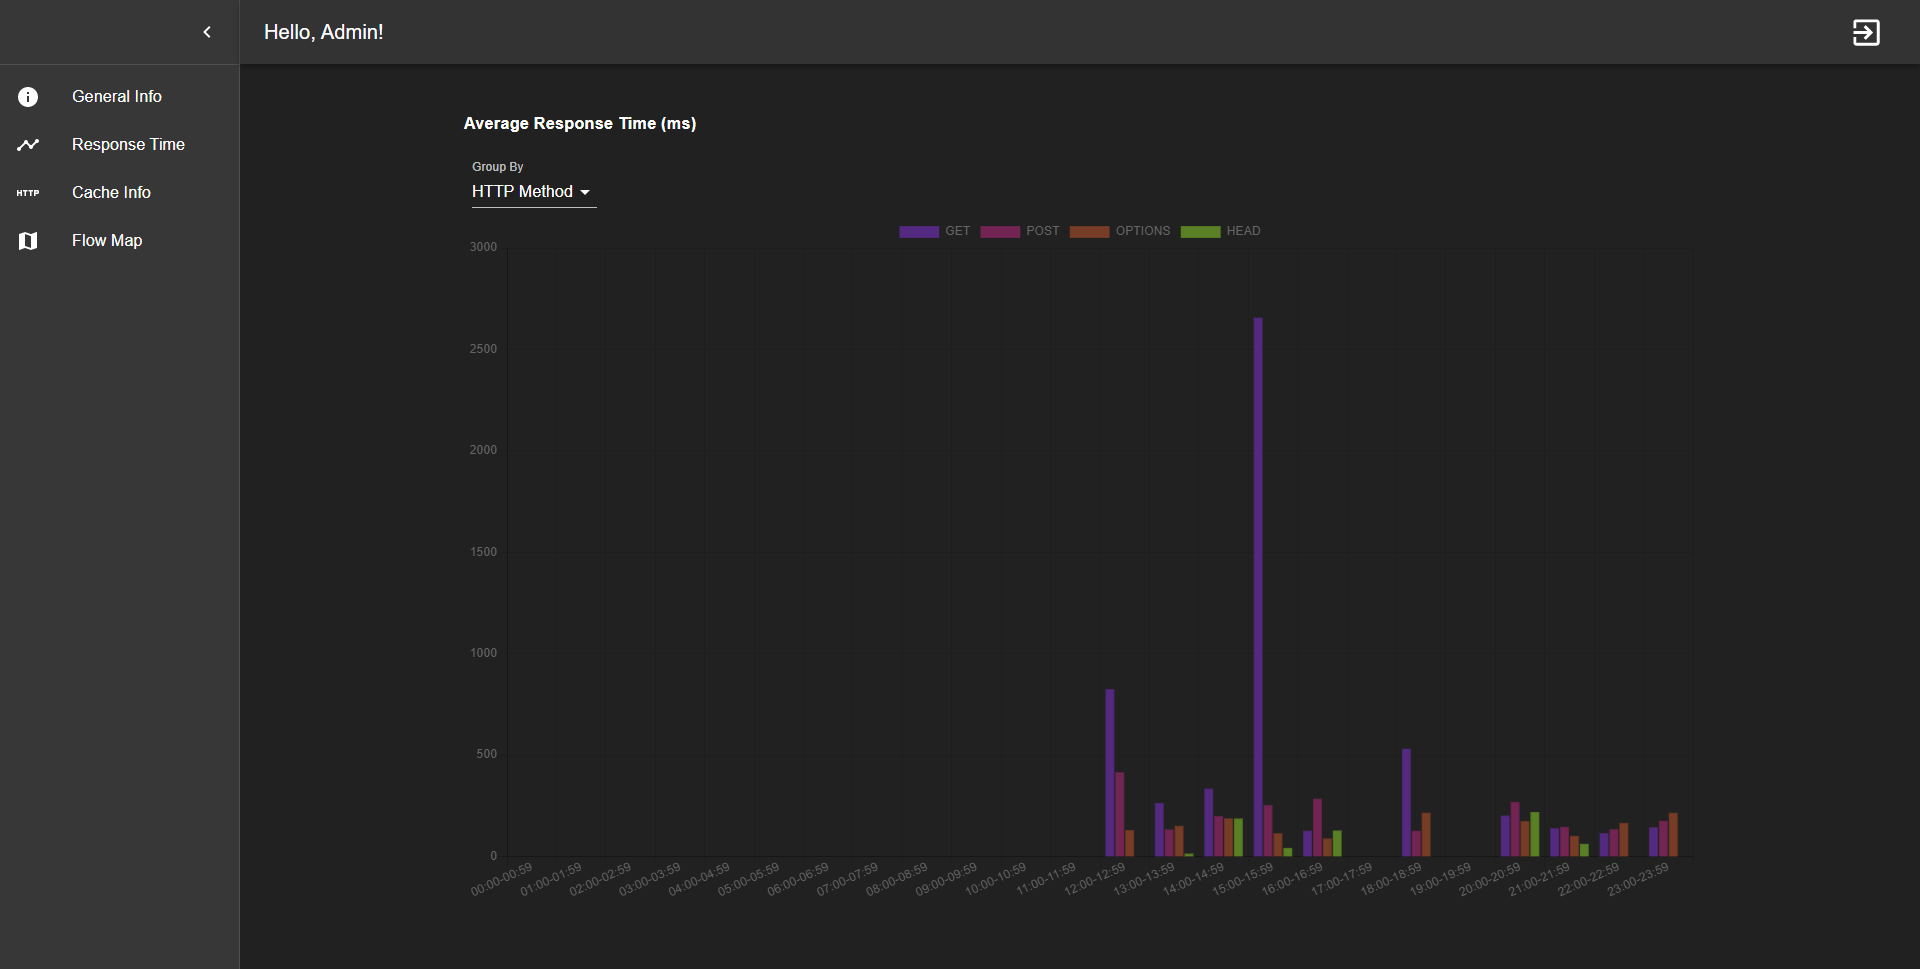 Hello, Admin!
General Info
Response Time
HTTP
Cache Info
Flow Map
Average Response Time (ms)
Group By
HTTP Method
GET POST OPTIONS HEAD
3000
2500
2000
1500
1000
500
0
00:00-00:59 01:00-01:59 02:00-02:59 03:00-03:59 04:00-04:59 05:00-05:59 06:00-06:59 07:00-07:59 08:00-08:59 09:00-09:59 10:00-10:59 11:00-11:59 12:00-12:59 13:00-13:59 14:00-14:59 15:00-15:59 16:00-16:59 17:00-17:59 18:00-18:59 19:00-19:59 20:00-20:59 21:00-21:59 22:00-22:59 23:00-23:59